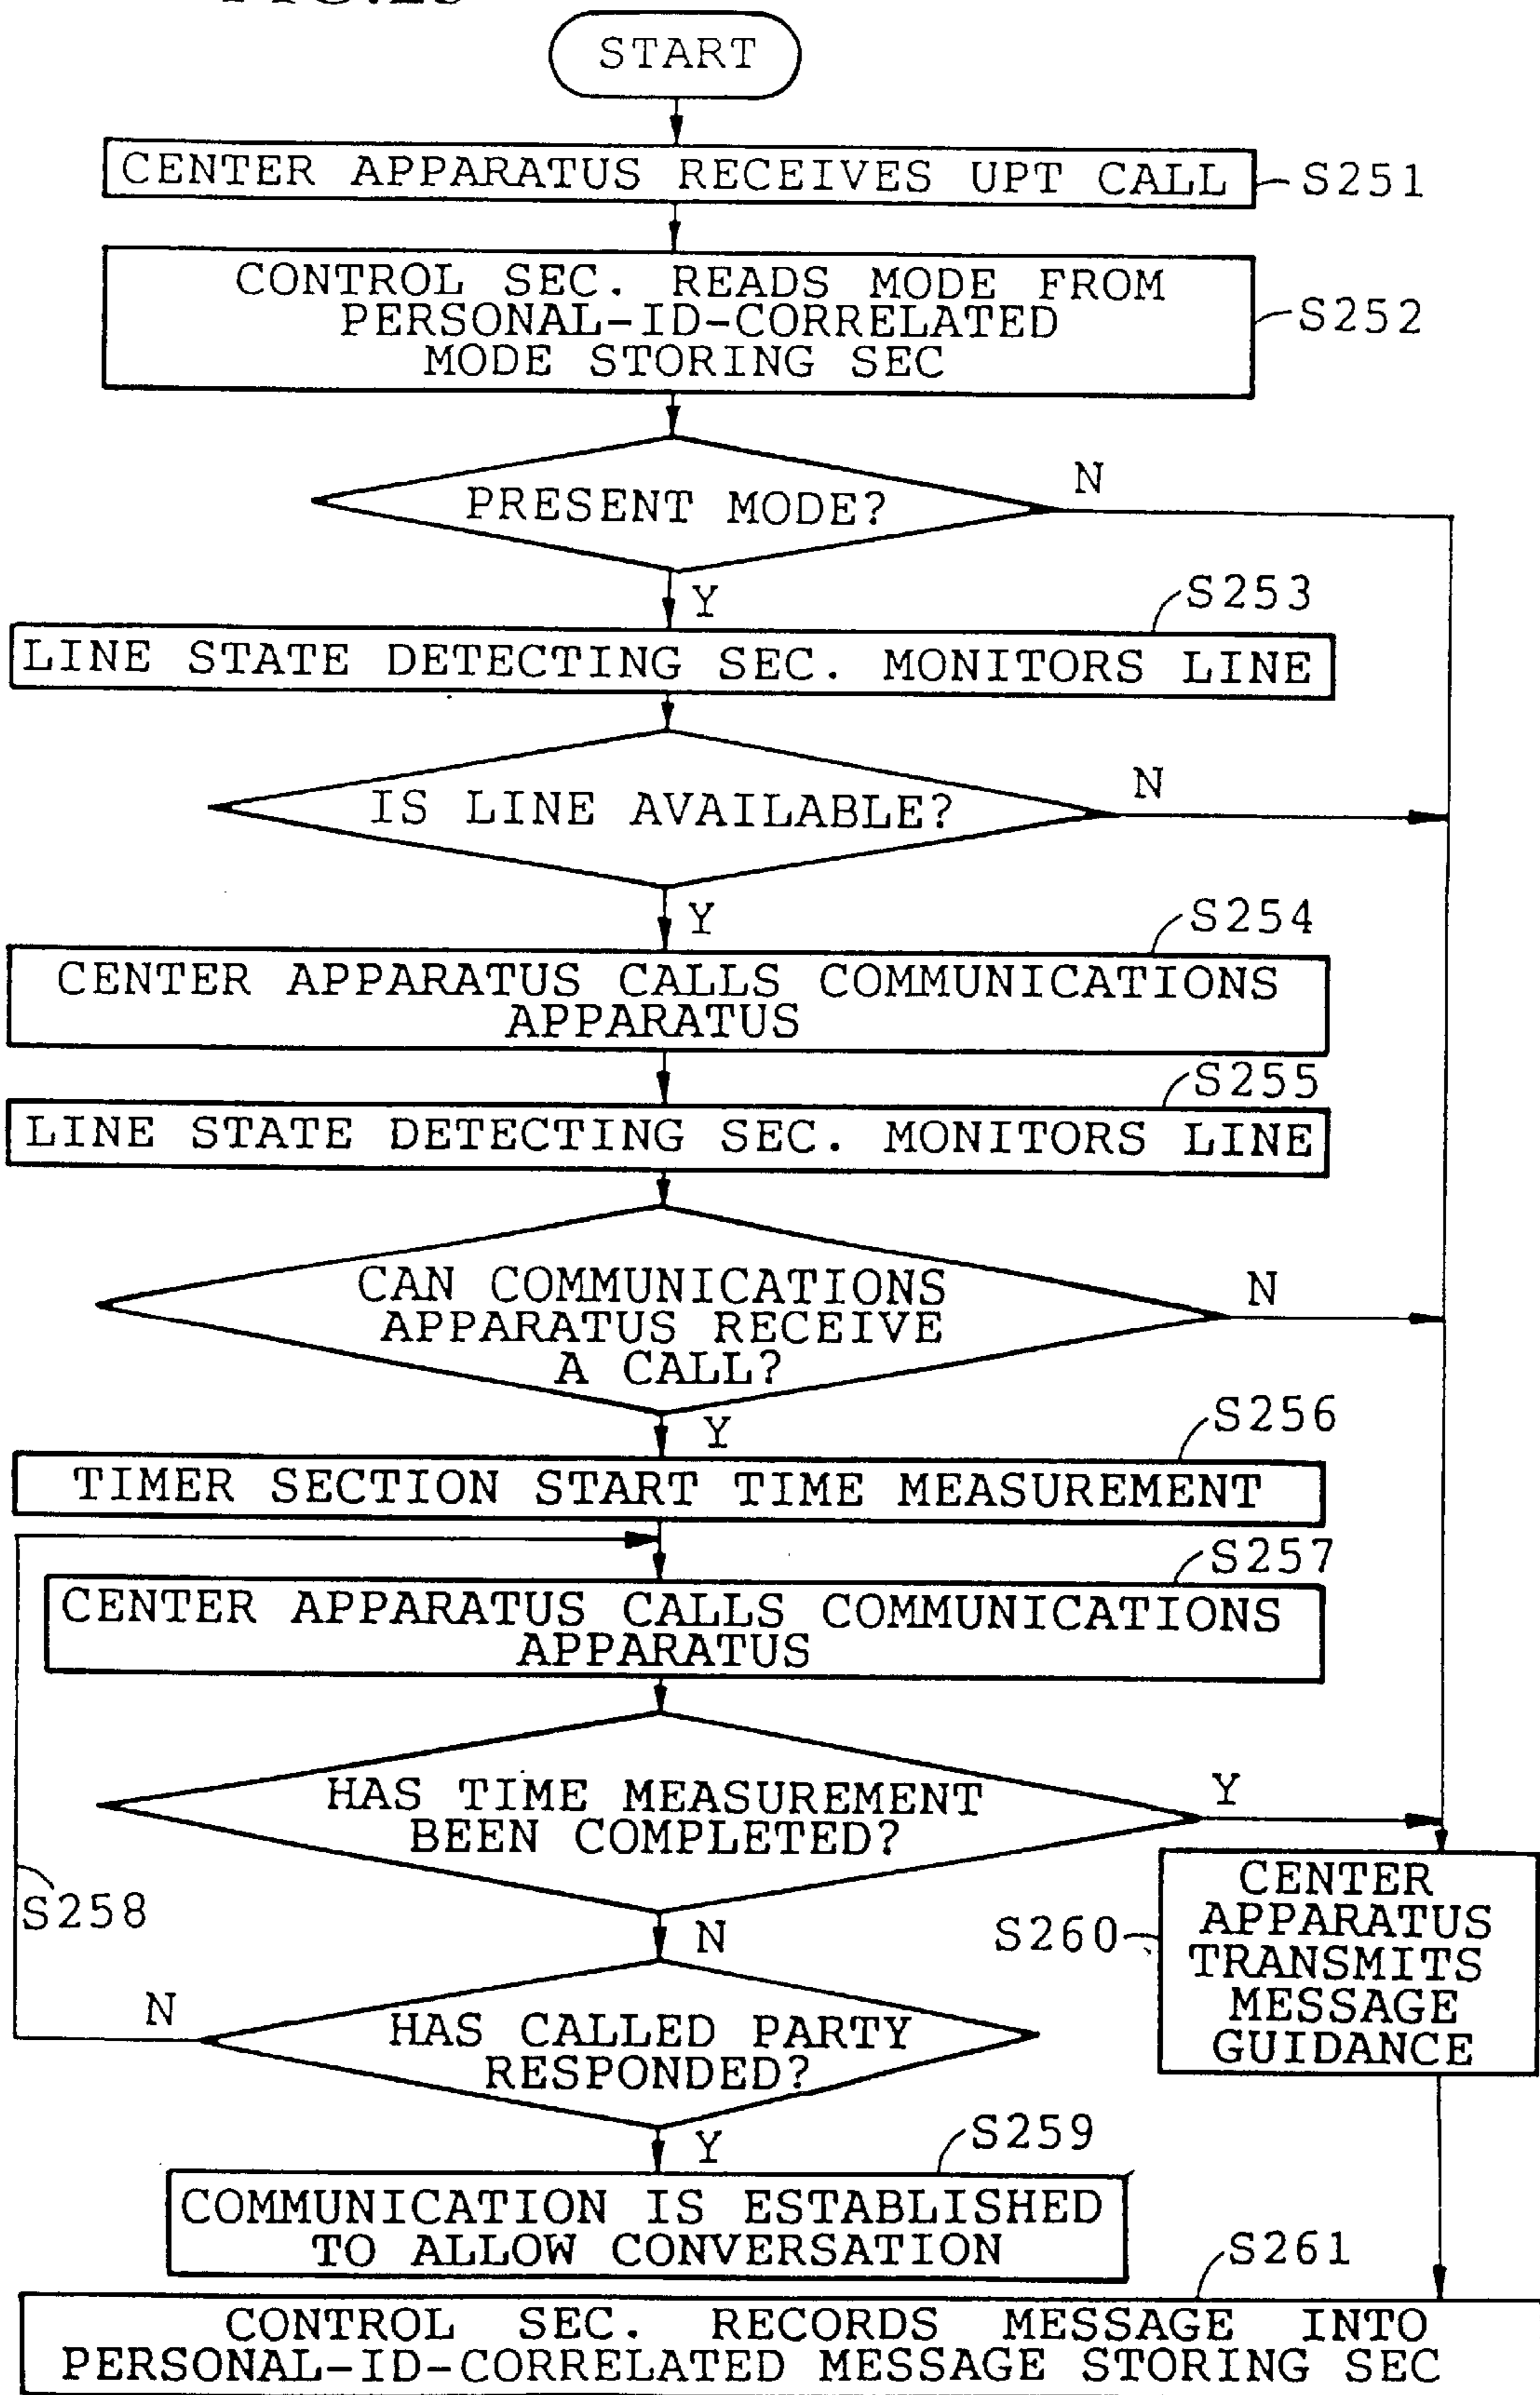 START
CENTER APPARATUS RECEIVES UPT CALL
S251
CONTROL SEC. READS MODE FROM
PERSONAL-ID-CORRELATED
MODE STORING SEC
S252
PRESENT MODE?
N
Y
S253
LINE STATE DETECTING SEC. MONITORS LINE
IS LINE AVAILABLE?
N
Y
S254
CENTER APPARATUS CALLS COMMUNICATIONS
APPARATUS
S255
LINE STATE DETECTING SEC. MONITORS LINE
CAN COMMUNICATIONS
APPARATUS RECEIVE
A CALL?
N
Y
S256
TIMER SECTION START TIME MEASUREMENT
S257
CENTER APPARATUS CALLS COMMUNICATIONS
APPARATUS
HAS TIME MEASUREMENT
BEEN COMPLETED?
Y
S258
N
S260
CENTER
APPARATUS
TRANSMITS
MESSAGE
GUIDANCE
HAS CALLED PARTY
RESPONDED?
N
Y
S259
COMMUNICATION IS ESTABLISHED
TO ALLOW CONVERSATION
S261
CONTROL SEC. RECORDS MESSAGE INTO
PERSONAL-ID-CORRELATED MESSAGE STORING SEC